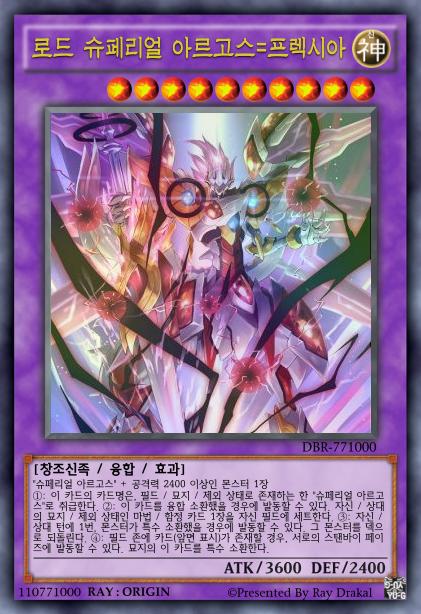 로드 슈페리얼 아르고스=프렉시아
神
DBR-771000
[창조신족 / 융합 / 효과]
"슈페리얼 아르고스" + 공격력 2400 이상인 몬스터 1장
①: 이 카드의 카드명은, 필드 / 묘지 / 제외 상태로 존재하는 한 "슈페리얼 아르고
스"로 취급한다. ②: 이 카드를 융합 소환했을 경우에 발동할 수 있다. 자신 / 상대
의 묘지 / 제외 상태인 마법 / 함정 카드 1장을 자신 필드에 세트한다. ③: 자신 /
상대 턴에 1번, 몬스터가 특수 소환됐을 경우에 발동할 수 있다. 그 몬스터를 덱으
로 되돌린다. ④: 필드 존에 카드(앞면 표시)가 존재할 경우, 서로의 스탠바이 페이
즈에 발동할 수 있다. 묘지의 이 카드를 특수 소환한다.
ATK/3600 DEF/2400
110771000 RAY : ORIGIN
©Presented By Ray Drakal